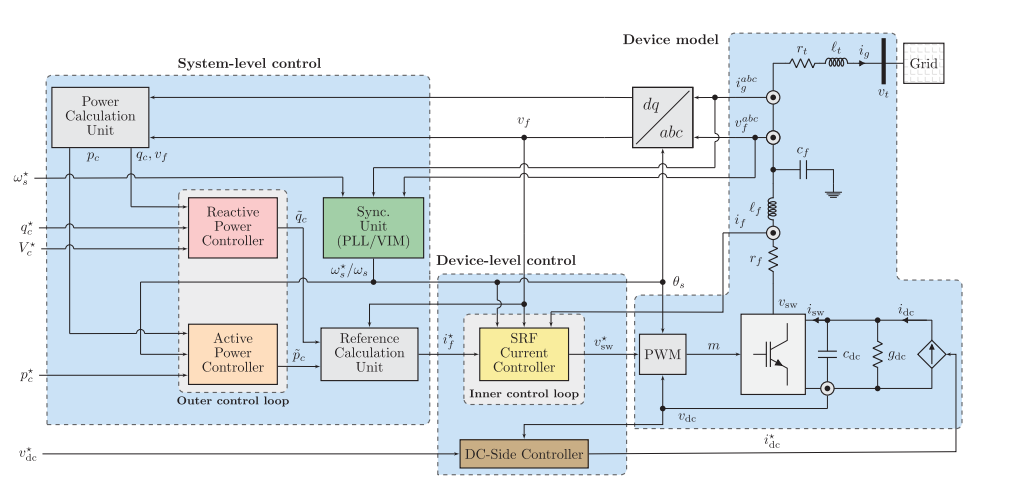 Device model
System-level control
r_t
ℓ_t
i_g
Grid
v_t
i_g^{abc}
v_f^{abc}
dq
abc
Power
Calculation
Unit
v_f
p_c
q_c, v_f
c_f
ω_s^⋆
q_c^⋆
V_c^⋆
Reactive
Power
Controller
q̃_c
Sync.
Unit
(PLL/VIM)
ℓ_f
i_f
r_f
ω_s^⋆/ω_s
Device-level control
θ_s
v_sw
i_sw
i_dc
Active
Power
Controller
p̃_c
Reference
Calculation
Unit
i_f^⋆
SRF
Current
Controller
v_sw^⋆
PWM
m
c_dc
g_dc
p_c^⋆
Outer control loop
Inner control loop
v_dc
v_dc^⋆
DC-Side Controller
i_dc^⋆